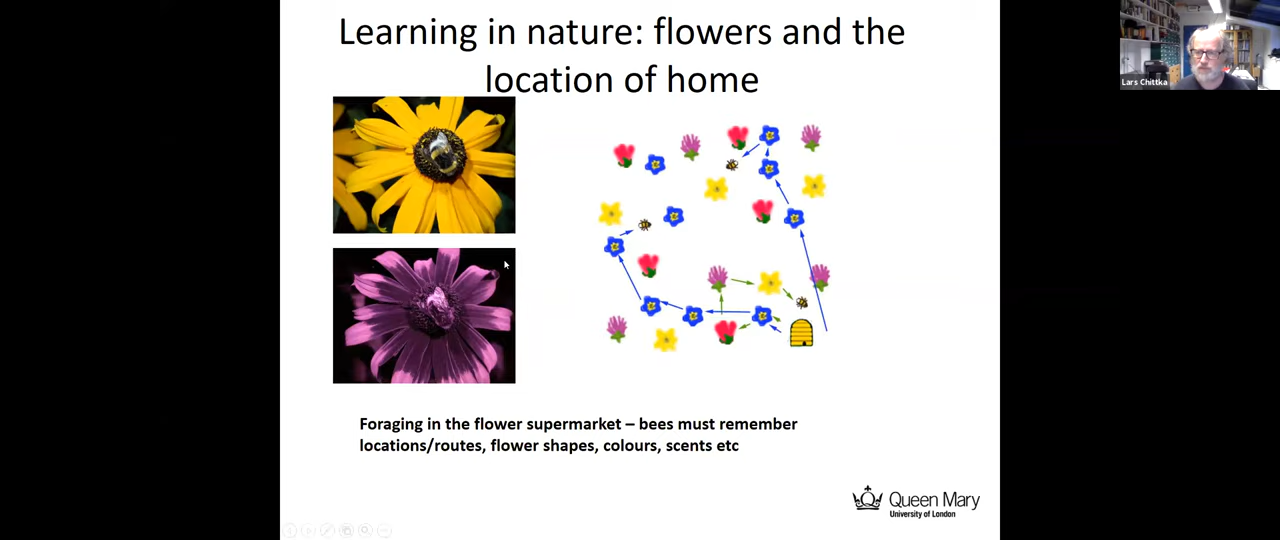 Learning in nature: flowers and the
location of home
Lars Chittka
Foraging in the flower supermarket – bees must remember
locations/routes, flower shapes, colours, scents etc
Queen Mary
University of London